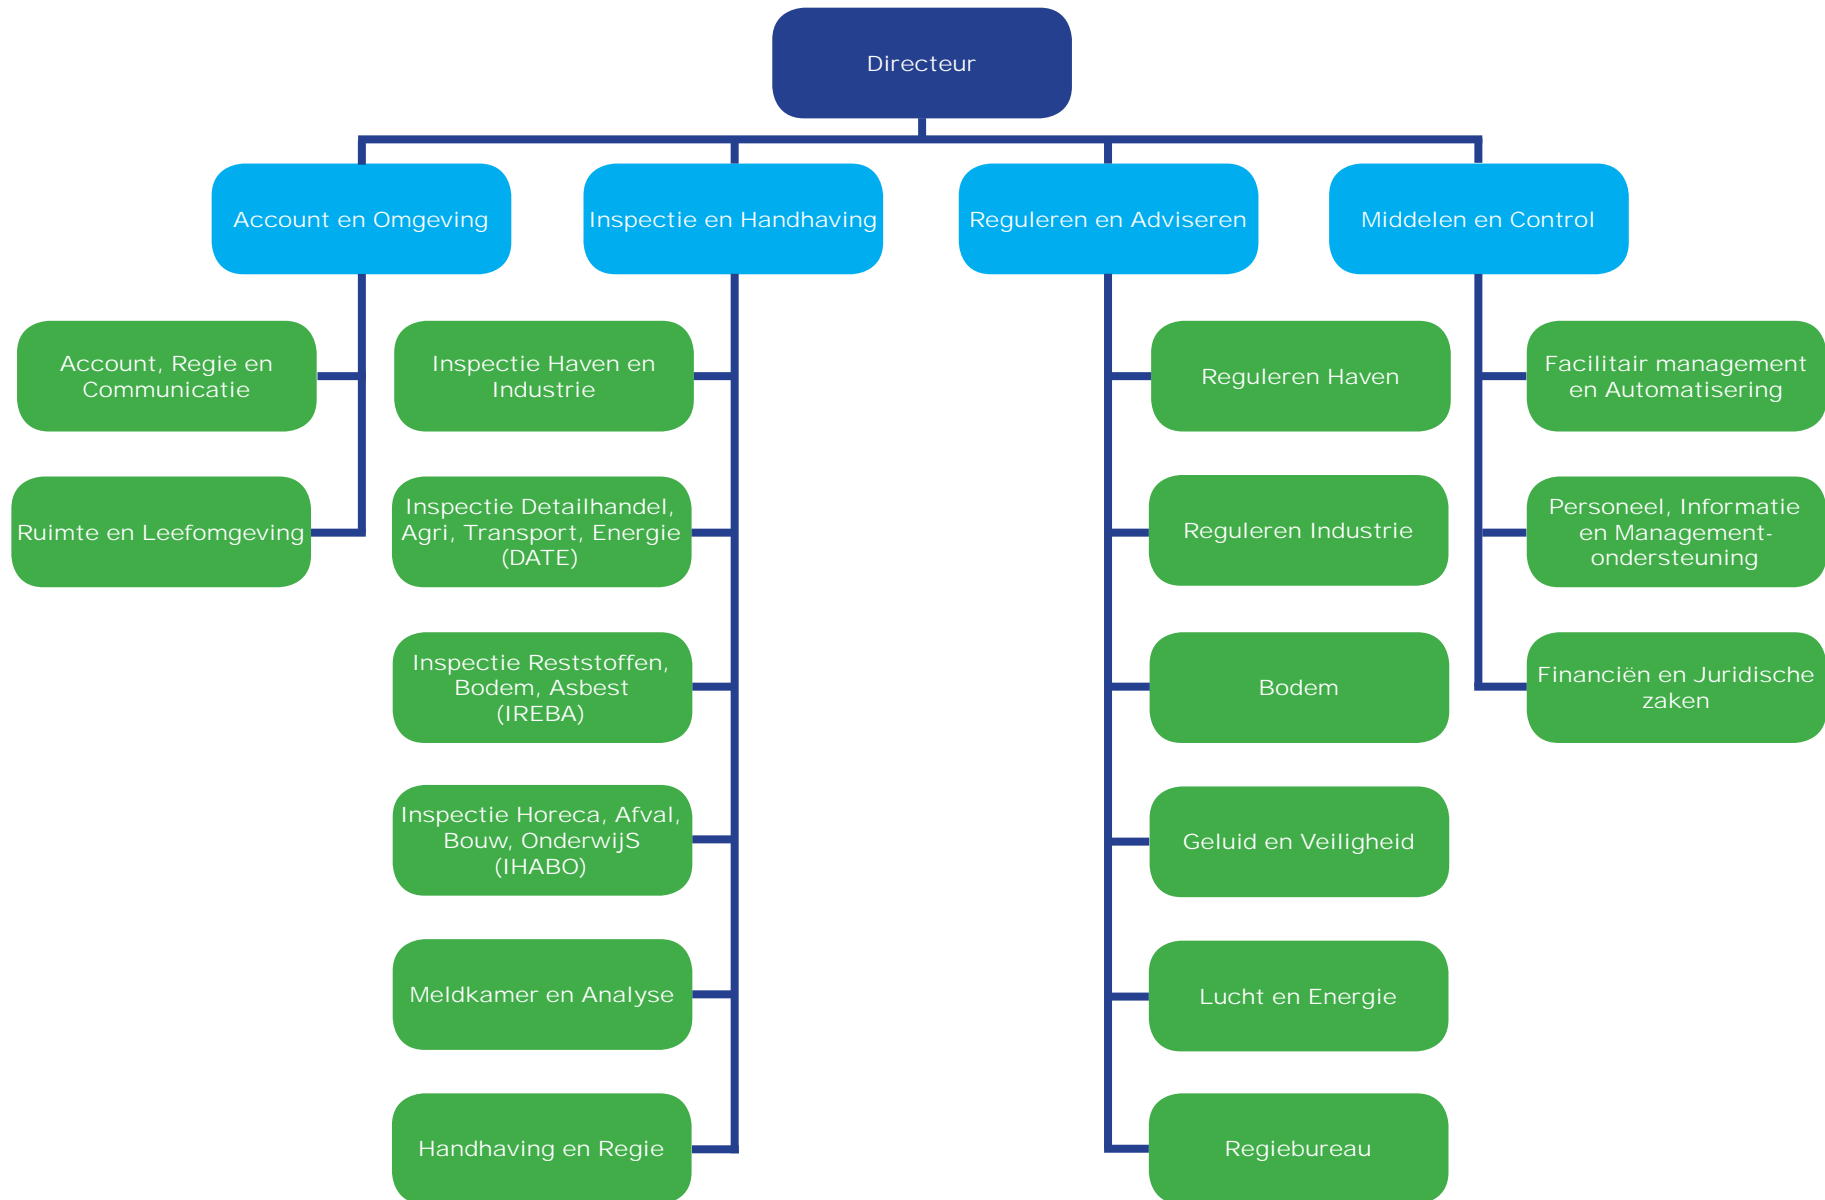 Directeur
Account en Omgeving
Inspectie en Handhaving
Reguleren en Adviseren
Middelen en Control
Account, Regie en
Communicatie
Ruimte en Leefomgeving
Inspectie Haven en
Industrie
Inspectie Detailhandel,
Agri, Transport, Energie
(DATE)
Inspectie Reststoffen,
Bodem, Asbest
(IREBA)
Inspectie Horeca, Afval,
Bouw, OnderwijS
(IHABO)
Meldkamer en Analyse
Handhaving en Regie
Reguleren Haven
Reguleren Industrie
Bodem
Geluid en Veiligheid
Lucht en Energie
Regiebureau
Facilitair management
en Automatisering
Personeel, Informatie
en Management-
ondersteuning
Financiën en Juridische
zaken